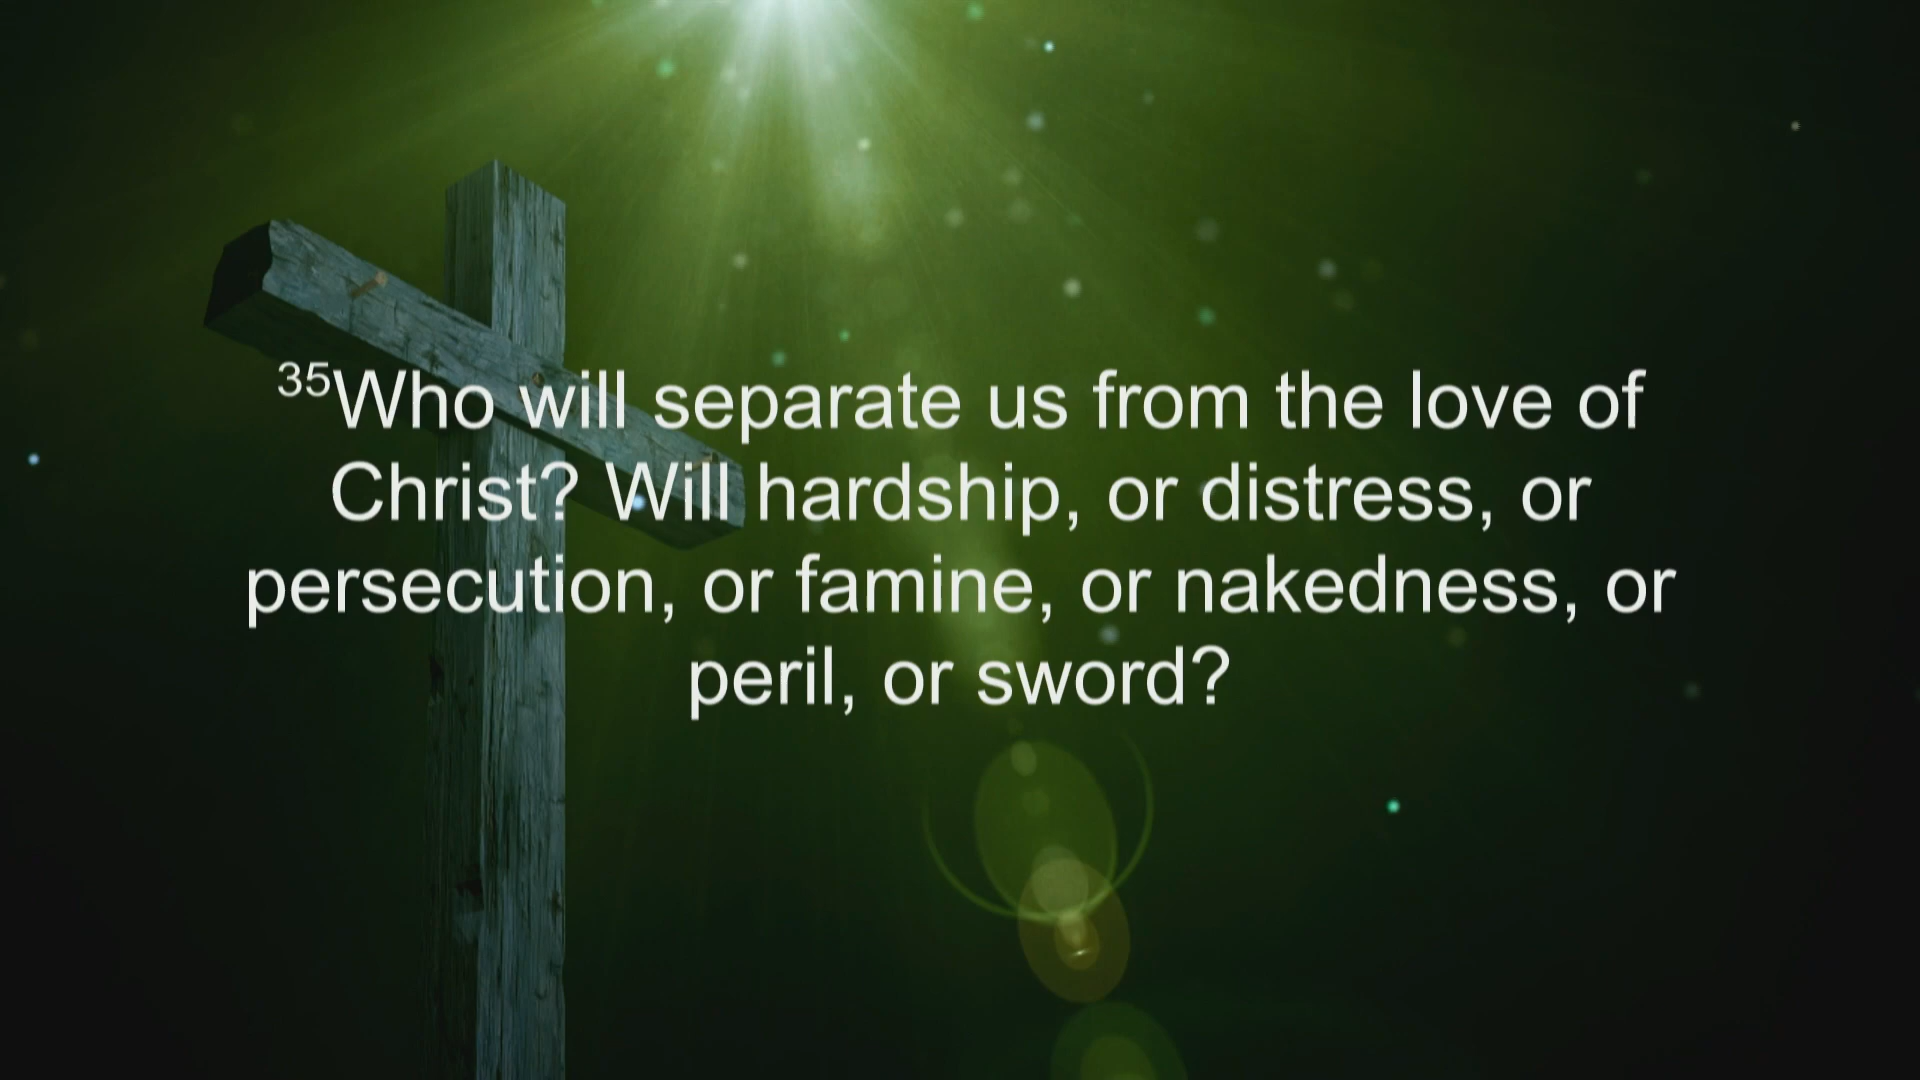 35Who will separate us from the love of
Christ? Will hardship, or distress, or
persecution, or famine, or nakedness, or
peril, or sword?